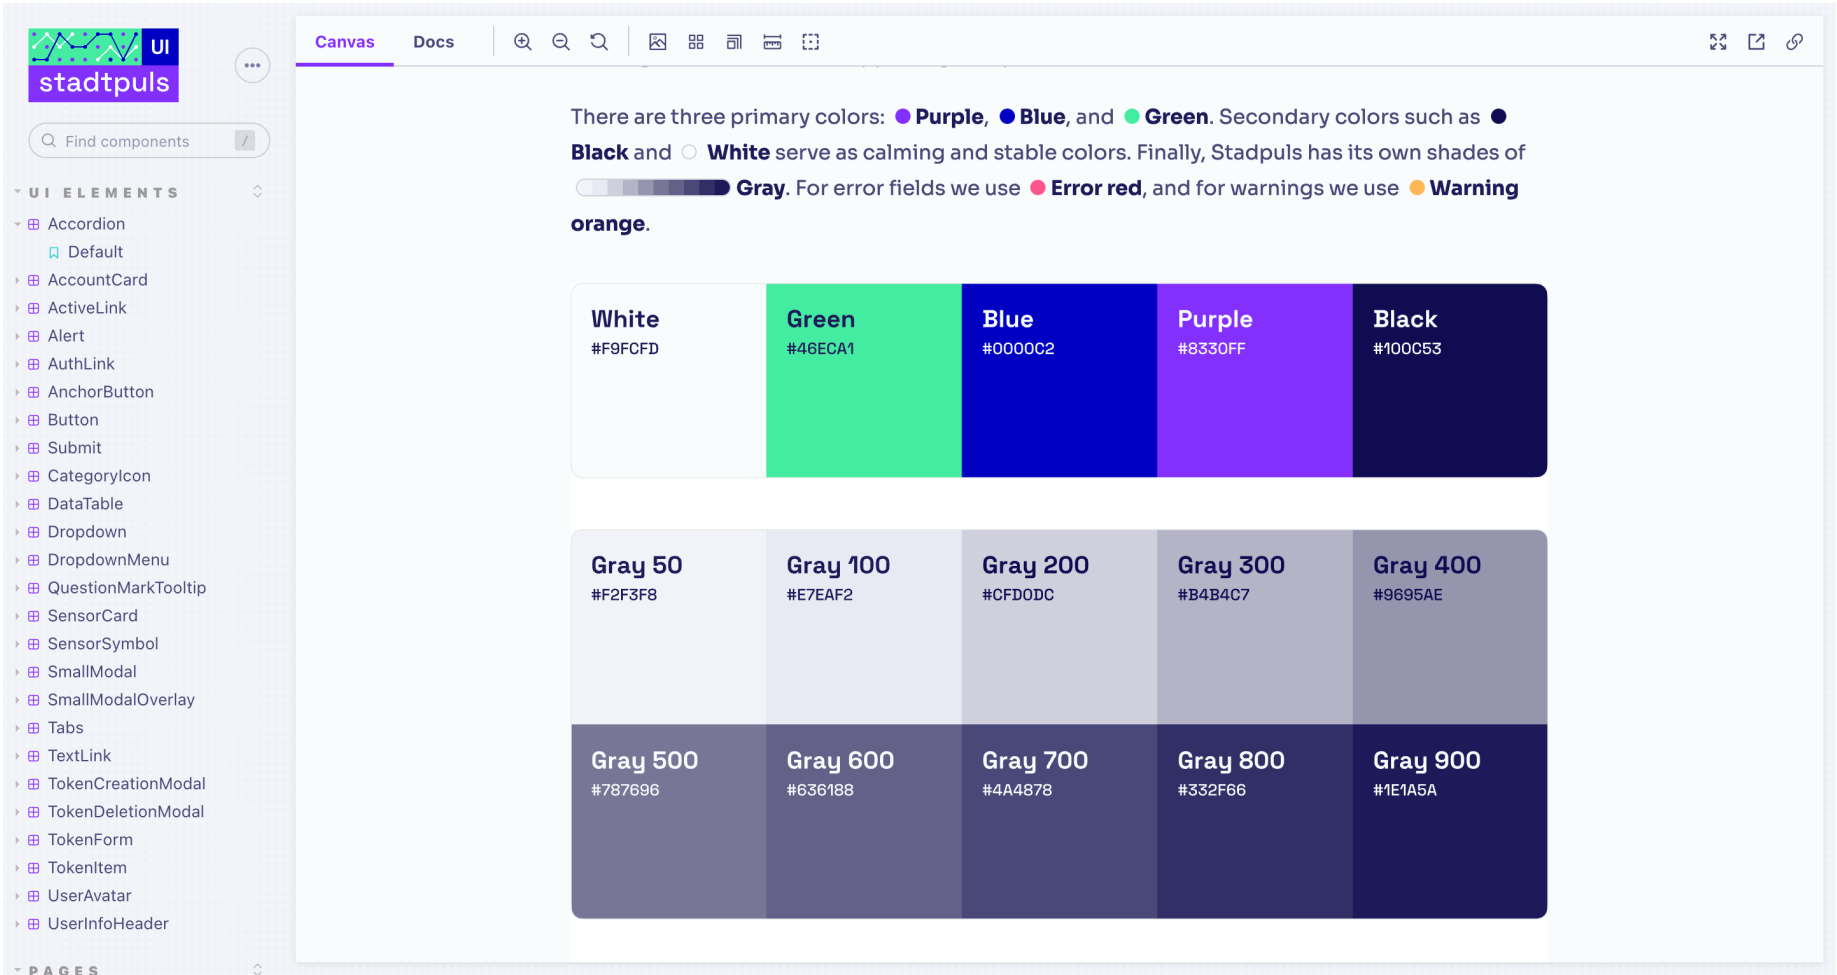 UI
stadtpuls
Find components
/
UI ELEMENTS
Accordion
Default
AccountCard
ActiveLink
Alert
AuthLink
AnchorButton
Button
Submit
CategoryIcon
DataTable
Dropdown
DropdownMenu
QuestionMarkTooltip
SensorCard
SensorSymbol
SmallModal
SmallModalOverlay
Tabs
TextLink
TokenCreationModal
TokenDeletionModal
TokenForm
TokenItem
UserAvatar
UserInfoHeader
PAGES
Canvas Docs
There are three primary colors: Purple, Blue, and Green. Secondary colors such as
Black and White serve as calming and stable colors. Finally, Stadpuls has its own shades of
Gray. For error fields we use Error red, and for warnings we use Warning
orange.
White Green Blue Purple Black
#F9FCFD #46ECA1 #0000C2 #8330FF #100C53
Gray 50 Gray 100 Gray 200 Gray 300 Gray 400
#F2F3F8 #E7EAF2 #CFD0DC #B4B4C7 #9695AE
Gray 500 Gray 600 Gray 700 Gray 800 Gray 900
#787696 #636188 #4A4878 #332F66 #1E1A5A